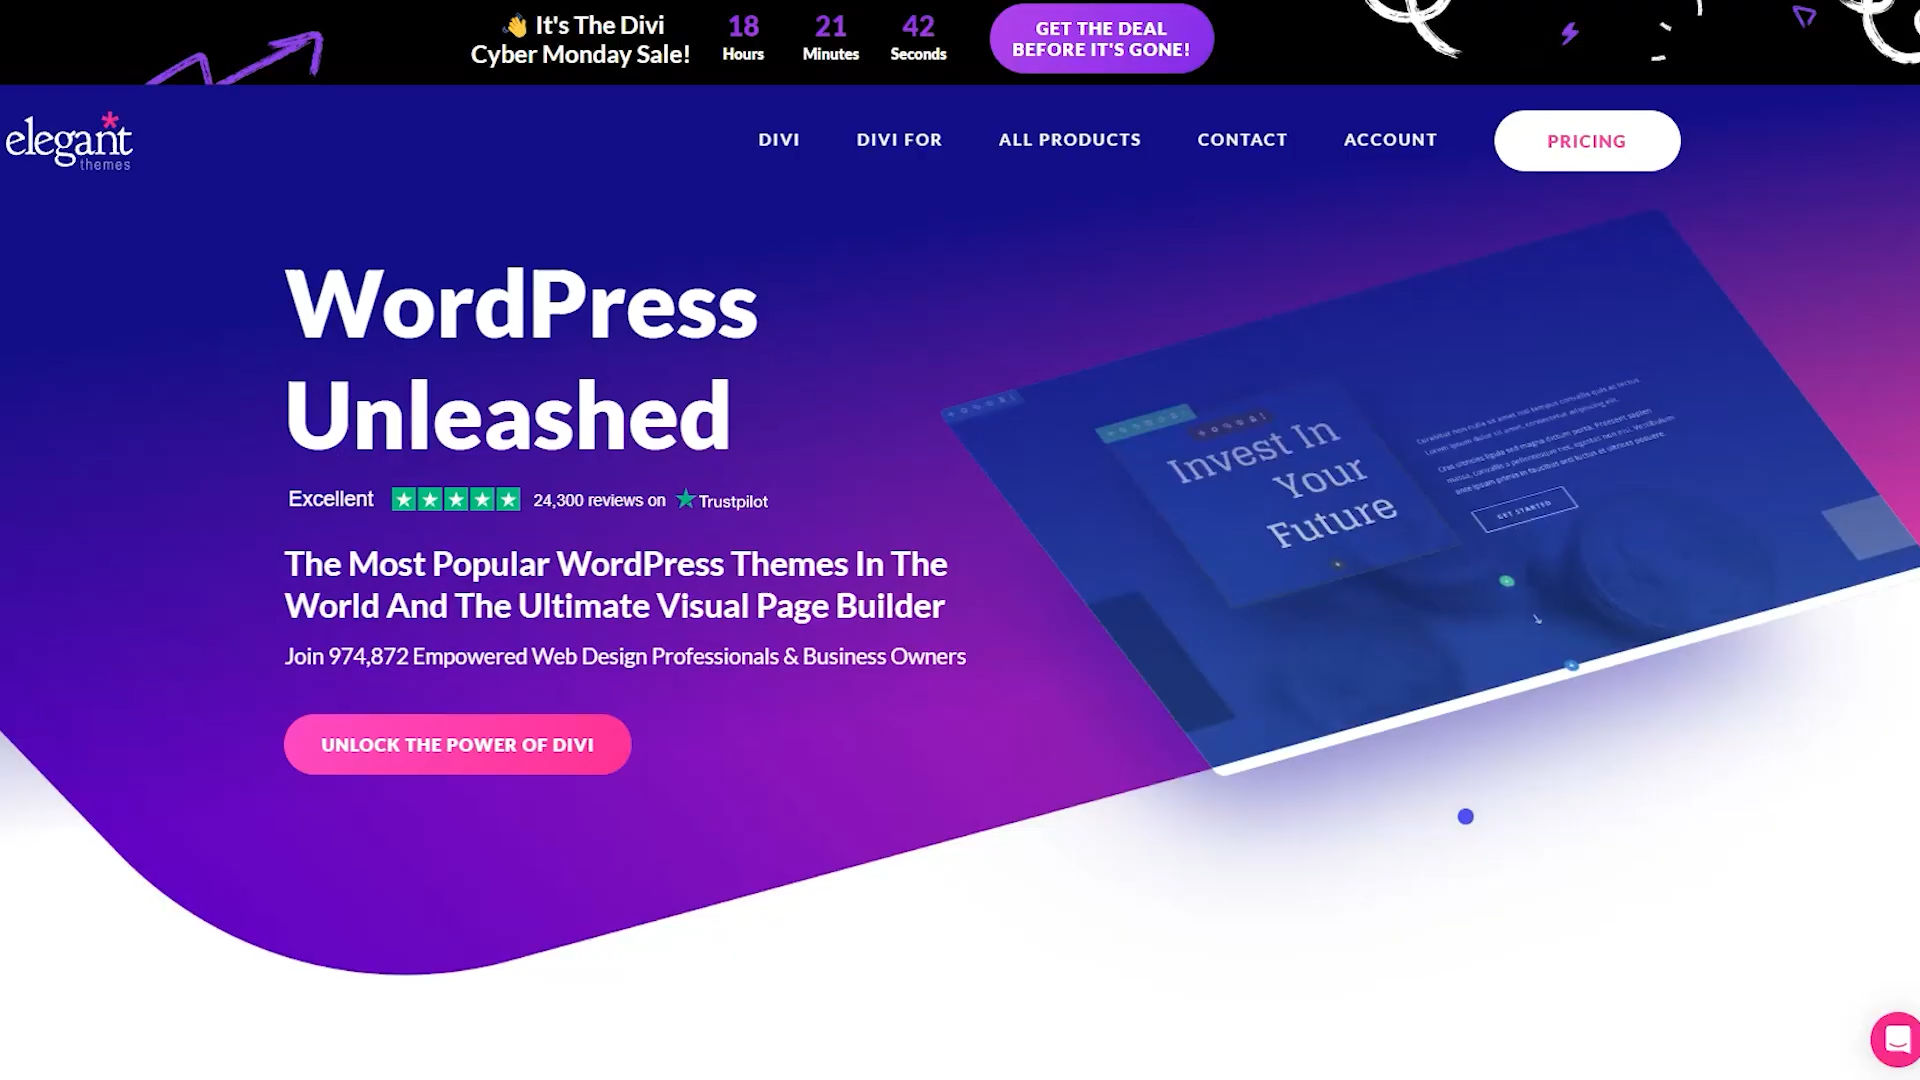 It's The Divi
Cyber Monday Sale!
18
Hours
21
Minutes
42
Seconds
GET THE DEAL
BEFORE IT'S GONE!
elegant
themes
DIVI
DIVI FOR
ALL PRODUCTS
CONTACT
ACCOUNT
PRICING
WordPress
Unleashed
Excellent
24,300 reviews on
Trustpilot
The Most Popular WordPress Themes In The
World And The Ultimate Visual Page Builder
Join 974,872 Empowered Web Design Professionals & Business Owners
UNLOCK THE POWER OF DIVI
Invest In
Your
Future
GET STARTED